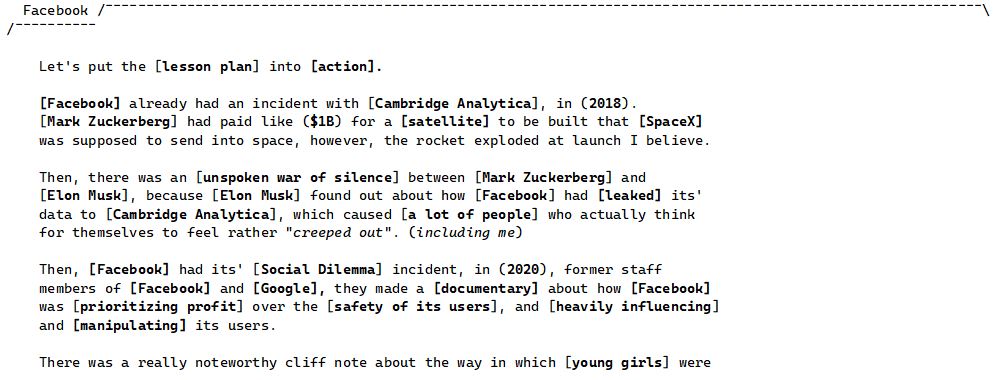 Facebook /¯¯¯¯¯¯¯¯¯¯¯¯¯¯¯¯¯¯¯¯¯¯¯¯¯¯¯¯¯¯¯¯¯¯¯¯¯¯¯¯¯¯¯¯¯¯¯¯¯¯¯¯¯¯¯¯¯¯¯¯¯¯¯¯¯¯¯¯¯¯¯¯¯¯¯¯¯¯¯¯¯¯¯¯¯¯¯¯¯¯¯¯¯¯¯¯¯¯¯¯¯¯¯¯¯¯¯¯¯\
/¯¯¯¯¯¯¯¯¯¯
Let's put the [lesson plan] into [action].
[Facebook] already had an incident with [Cambridge Analytica], in (2018).
[Mark Zuckerberg] had paid like ($1B) for a [satellite] to be built that [SpaceX]
was supposed to send into space, however, the rocket exploded at launch I believe.
Then, there was an [unspoken war of silence] between [Mark Zuckerberg] and
[Elon Musk], because [Elon Musk] found out about how [Facebook] had [leaked] its'
data to [Cambridge Analytica], which caused [a lot of people] who actually think
for themselves to feel rather "creeped out". (including me)
Then, [Facebook] had its' [Social Dilemma] incident, in (2020), former staff
members of [Facebook] and [Google], they made a [documentary] about how [Facebook]
was [prioritizing profit] over the [safety of its users], and [heavily influencing]
and [manipulating] its users.
There was a really noteworthy cliff note about the way in which [young girls] were